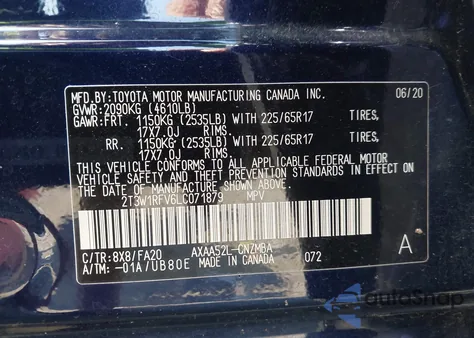 MFD.BY:TOYOTA MOTOR MANUFACTURING CANADA INC. 06/20
GVWR:2090KG (4610LB)
GAWR:FRT. 1150KG (2535LB) WITH 225/65R17 TIRES,
17X7.0J RIMS.
RR. 1150KG (2535LB) WITH 225/65R17 TIRES,
17X7.0J RIMS.
THIS VEHICLE CONFORMS TO ALL APPLICABLE FEDERAL MOTOR
VEHICLE SAFETY AND THEFT PREVENTION STANDARDS IN EFFECT
ON THE DATE OF MANUFACTURE SHOWN ABOVE.
2T3W1RFV6LC071879 MPV
C/TR:8X8/FA20 AXAA52L-CNZMBA A
A/TM:-01A/UB80E MADE IN CANADA 072
AutoSnap